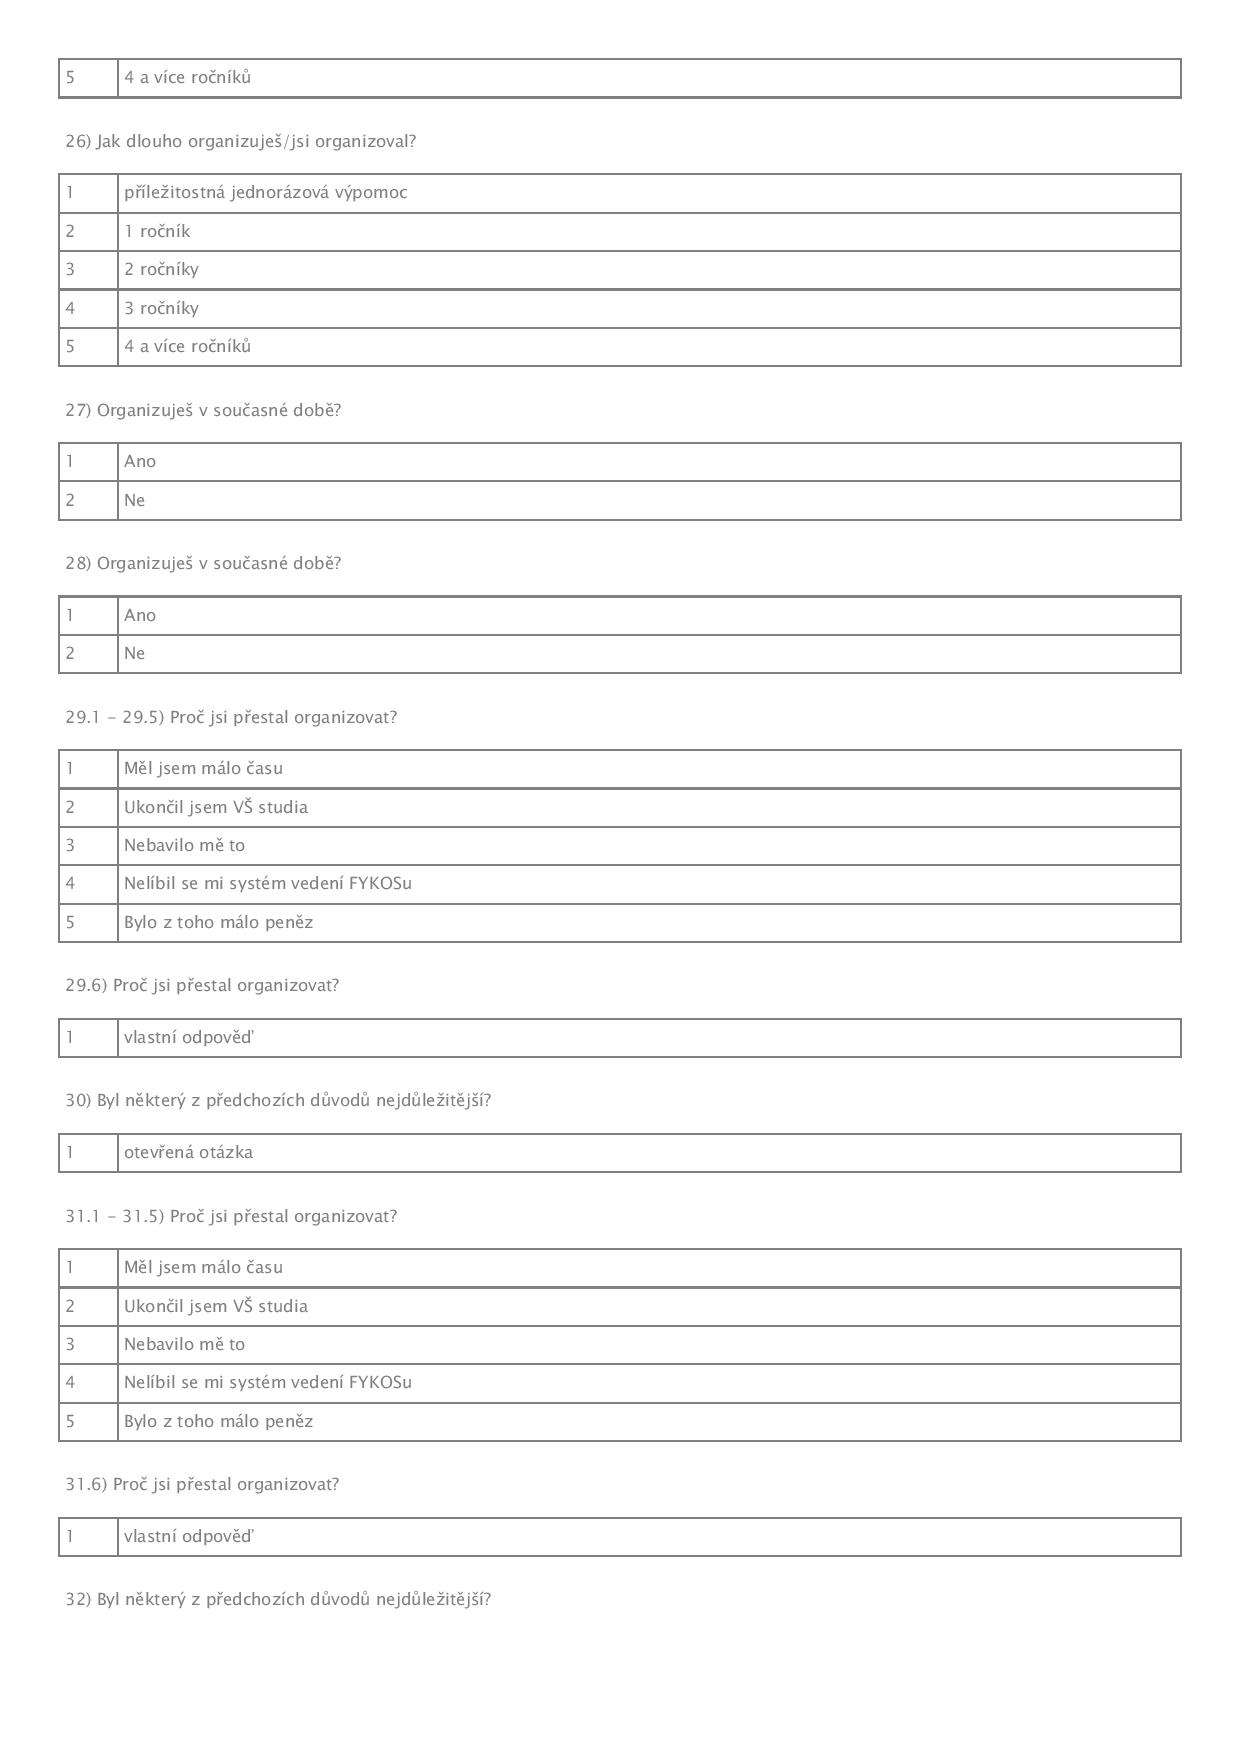 5 4 a více ročníků
26) Jak dlouho organizuješ/jsi organizoval?
1 příležitostná jednorázová výpomoc
2 1 ročník
3 2 ročníky
4 3 ročníky
5 4 a více ročníků
27) Organizuješ v současné době?
1 Ano
2 Ne
28) Organizuješ v současné době?
1 Ano
2 Ne
29.1 – 29.5) Proč jsi přestal organizovat?
1 Měl jsem málo času
2 Ukončil jsem VŠ studia
3 Nebavilo mě to
4 Nelíbil se mi systém vedení FYKOSu
5 Bylo z toho málo peněz
29.6) Proč jsi přestal organizovat?
1 vlastní odpověď
30) Byl některý z předchozích důvodů nejdůležitější?
1 otevřená otázka
31.1 – 31.5) Proč jsi přestal organizovat?
1 Měl jsem málo času
2 Ukončil jsem VŠ studia
3 Nebavilo mě to
4 Nelíbil se mi systém vedení FYKOSu
5 Bylo z toho málo peněz
31.6) Proč jsi přestal organizovat?
1 vlastní odpověď
32) Byl některý z předchozích důvodů nejdůležitější?